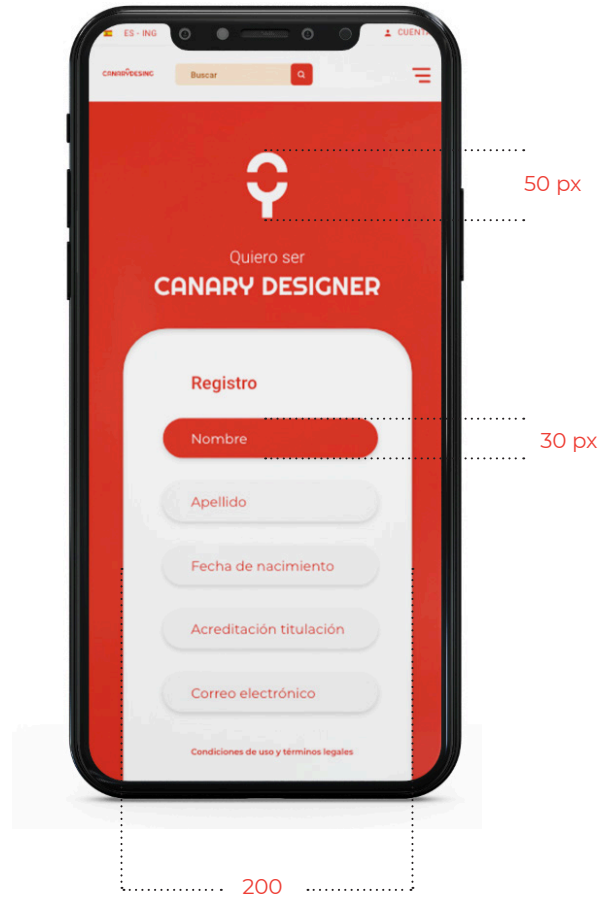 ES - ING
CUENTA
CANARYDESING
Buscar
50 px
Quiero ser
CANARY DESIGNER
Registro
Nombre
30 px
Apellido
Fecha de nacimiento
Acreditación titulación
Correo electrónico
Condiciones de uso y términos legales
200